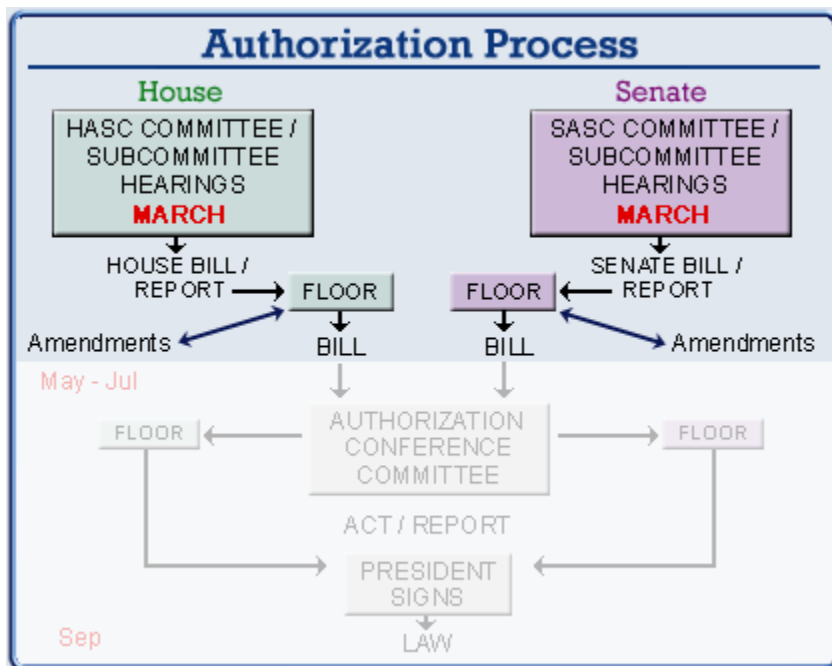 Authorization Process
House
HASC COMMITTEE /
SUBCOMMITTEE
HEARINGS
MARCH
HOUSE BILL /
REPORT
FLOOR
Amendments
BILL
Senate
SASC COMMITTEE /
SUBCOMMITTEE
HEARINGS
MARCH
SENATE BILL /
REPORT
FLOOR
Amendments
BILL
May - Jul
FLOOR
AUTHORIZATION
CONFERENCE
COMMITTEE
FLOOR
ACT / REPORT
PRESIDENT
SIGNS
Sep
LAW